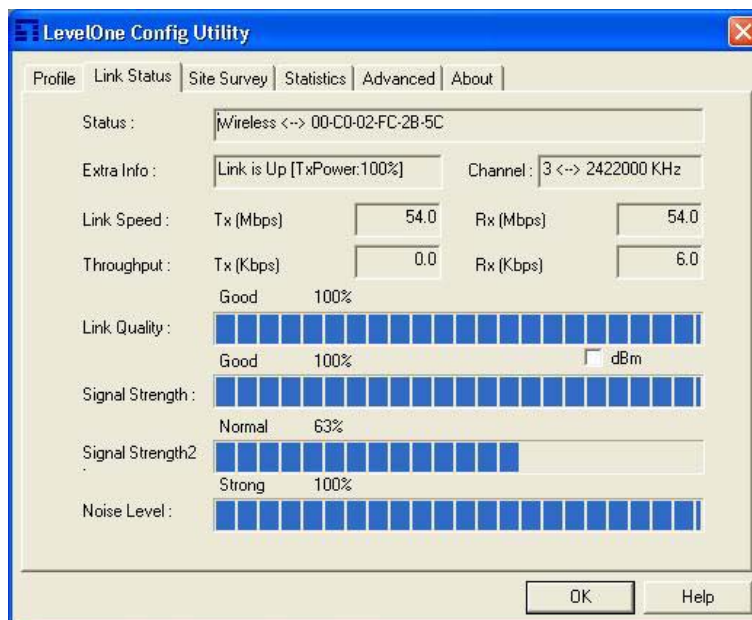 LevelOne Config Utility
Profile Link Status Site Survey Statistics Advanced About
Status : Wireless <--> 00-C0-02-FC-2B-5C
Extra Info : Link is Up [TxPower:100%] Channel : 3 <--> 2422000 KHz
Link Speed : Tx (Mbps) 54.0 Rx (Mbps) 54.0
Throughput : Tx (Kbps) 0.0 Rx (Kbps) 6.0
Good 100%
Link Quality :
Good 100% dBm
Signal Strength :
Normal 63%
Signal Strength2
:
Strong 100%
Noise Level :
OK Help